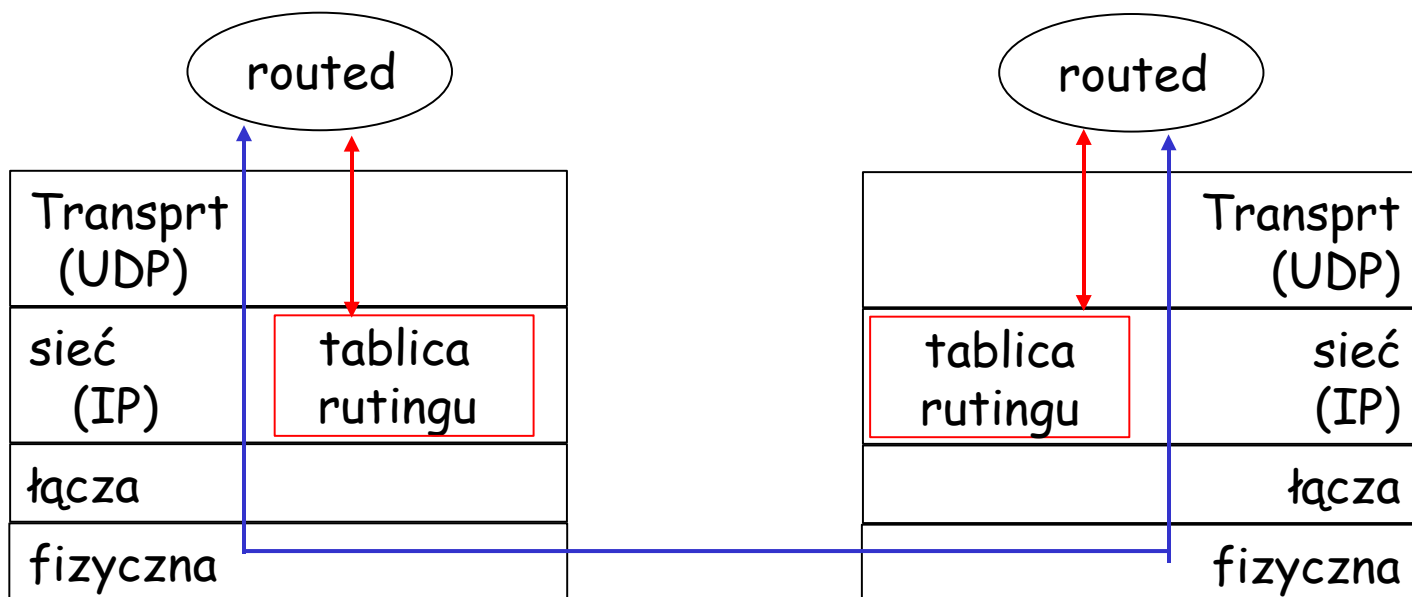 routed
routed
Transprt
(UDP)
sieć
(IP)
tablica
rutingu
łącza
fizyczna
Transprt
(UDP)
tablica
rutingu
sieć
(IP)
łącza
fizyczna